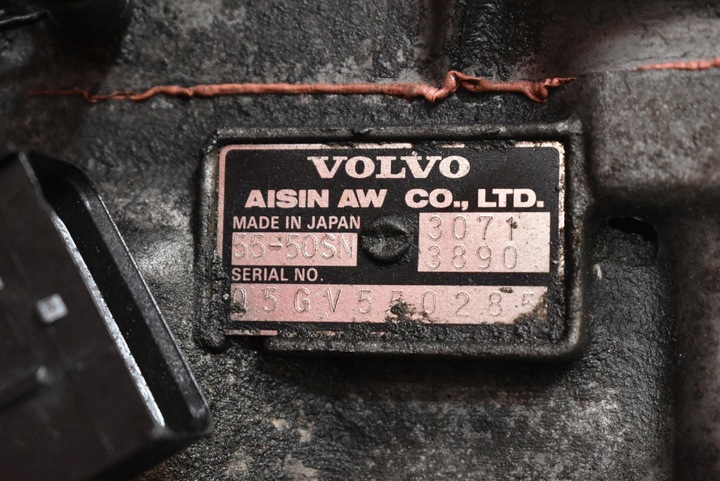 VOLVO
AISIN AW CO., LTD.
MADE IN JAPAN 3071
55-50SN 3890
SERIAL NO.